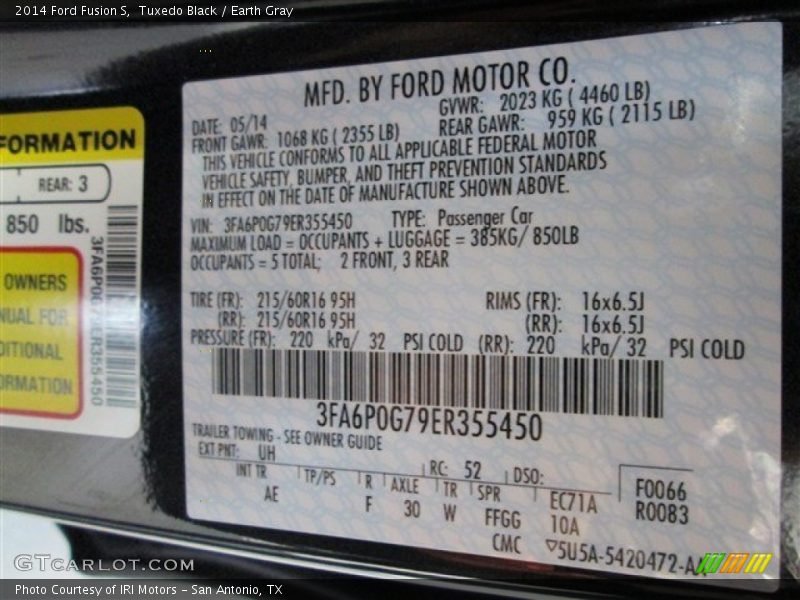 2014 Ford Fusion S, Tuxedo Black / Earth Gray
FORMATION
REAR: 3
850 lbs.
OWNERS
NUAL FOR
DITIONAL
ORMATION
3FA6P0G79ER355450
MFD. BY FORD MOTOR CO.
DATE: 05/14 GVWR: 2023 KG ( 4460 LB)
FRONT GAWR: 1068 KG ( 2355 LB) REAR GAWR: 959 KG ( 2115 LB)
THIS VEHICLE CONFORMS TO ALL APPLICABLE FEDERAL MOTOR
VEHICLE SAFETY, BUMPER, AND THEFT PREVENTION STANDARDS
IN EFFECT ON THE DATE OF MANUFACTURE SHOWN ABOVE.
VIN: 3FA6P0G79ER355450 TYPE: Passenger Car
MAXIMUM LOAD = OCCUPANTS + LUGGAGE = 385KG/ 850LB
OCCUPANTS = 5 TOTAL; 2 FRONT, 3 REAR
TIRE (FR): 215/60R16 95H RIMS (FR): 16x6.5J
(RR): 215/60R16 95H (RR): 16x6.5J
PRESSURE (FR): 220 kPa/ 32 PSI COLD (RR): 220 kPa/ 32 PSI COLD
3FA6P0G79ER355450
TRAILER TOWING - SEE OWNER GUIDE
EXT PNT: UH RC: 52 DSO:
INT TR TP/PS R AXLE TR SPR EC71A F0066
AE F 30 W FFGG 10A R0083
CMC ▽5U5A-5420472-A
GTCARLOT.COM
Photo Courtesy of IRI Motors – San Antonio, TX